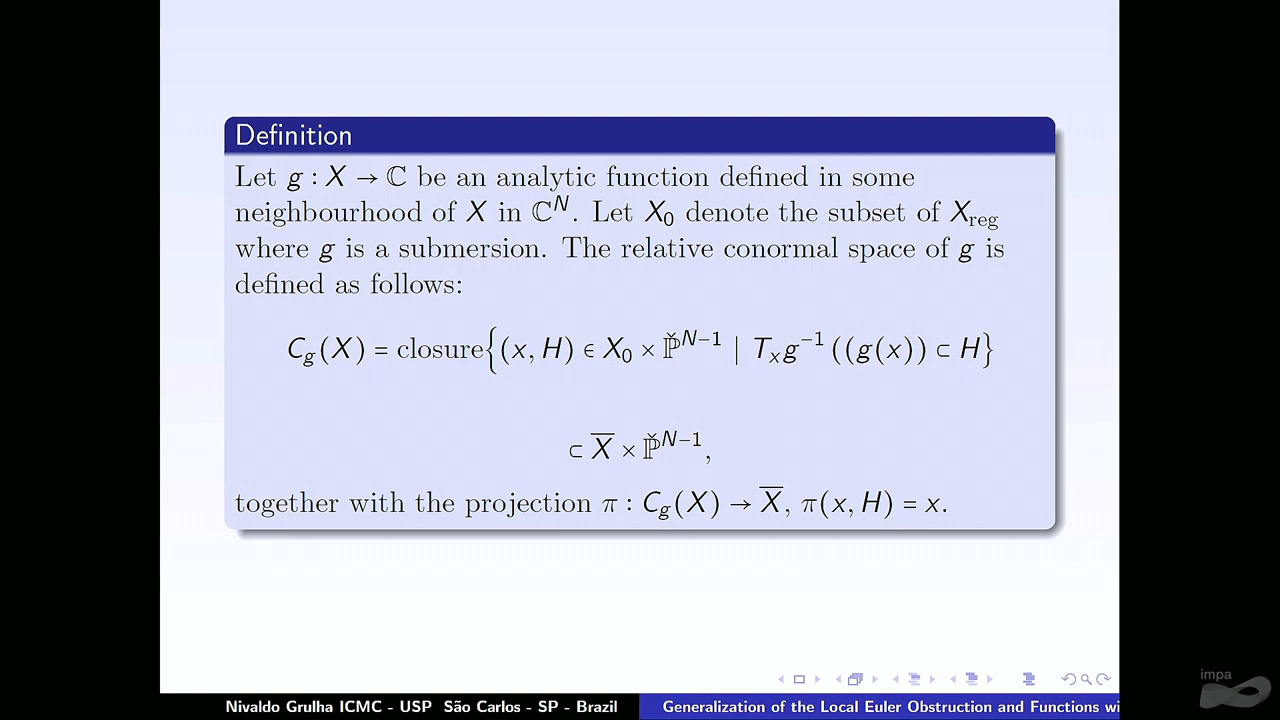 Definition
Let g : X → ℂ be an analytic function defined in some
neighbourhood of X in ℂ^N. Let X_0 denote the subset of X_reg
where g is a submersion. The relative conormal space of g is
defined as follows:
C_g(X) = closure{(x, H) ∈ X_0 × P̌^{N−1} | T_x g^{−1} ((g(x)) ⊂ H}
⊂ X̅ × P̌^{N−1},
together with the projection π : C_g(X) → X̅, π(x, H) = x.
impa
Nivaldo Grulha ICMC - USP São Carlos - SP - Brazil
Generalization of the Local Euler Obstruction and Functions wi